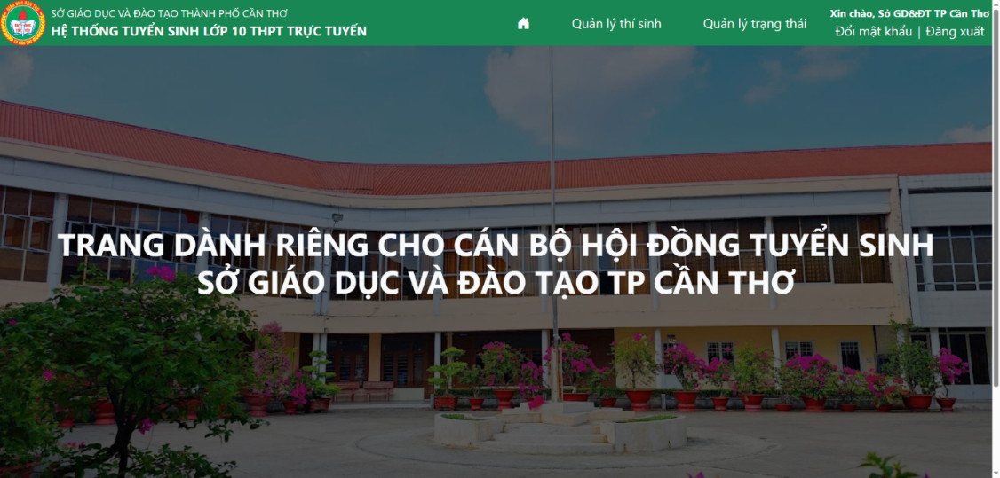 SỞ GIÁO DỤC VÀ ĐÀO TẠO THÀNH PHỐ CẦN THƠ
HỆ THỐNG TUYỂN SINH LỚP 10 THPT TRỰC TUYẾN
Quản lý thí sinh
Quản lý trạng thái
Xin chào, Sở GD&ĐT TP Cần Thơ
Đổi mật khẩu | Đăng xuất
TRANG DÀNH RIÊNG CHO CÁN BỘ HỘI ĐỒNG TUYỂN SINH
SỞ GIÁO DỤC VÀ ĐÀO TẠO TP CẦN THƠ